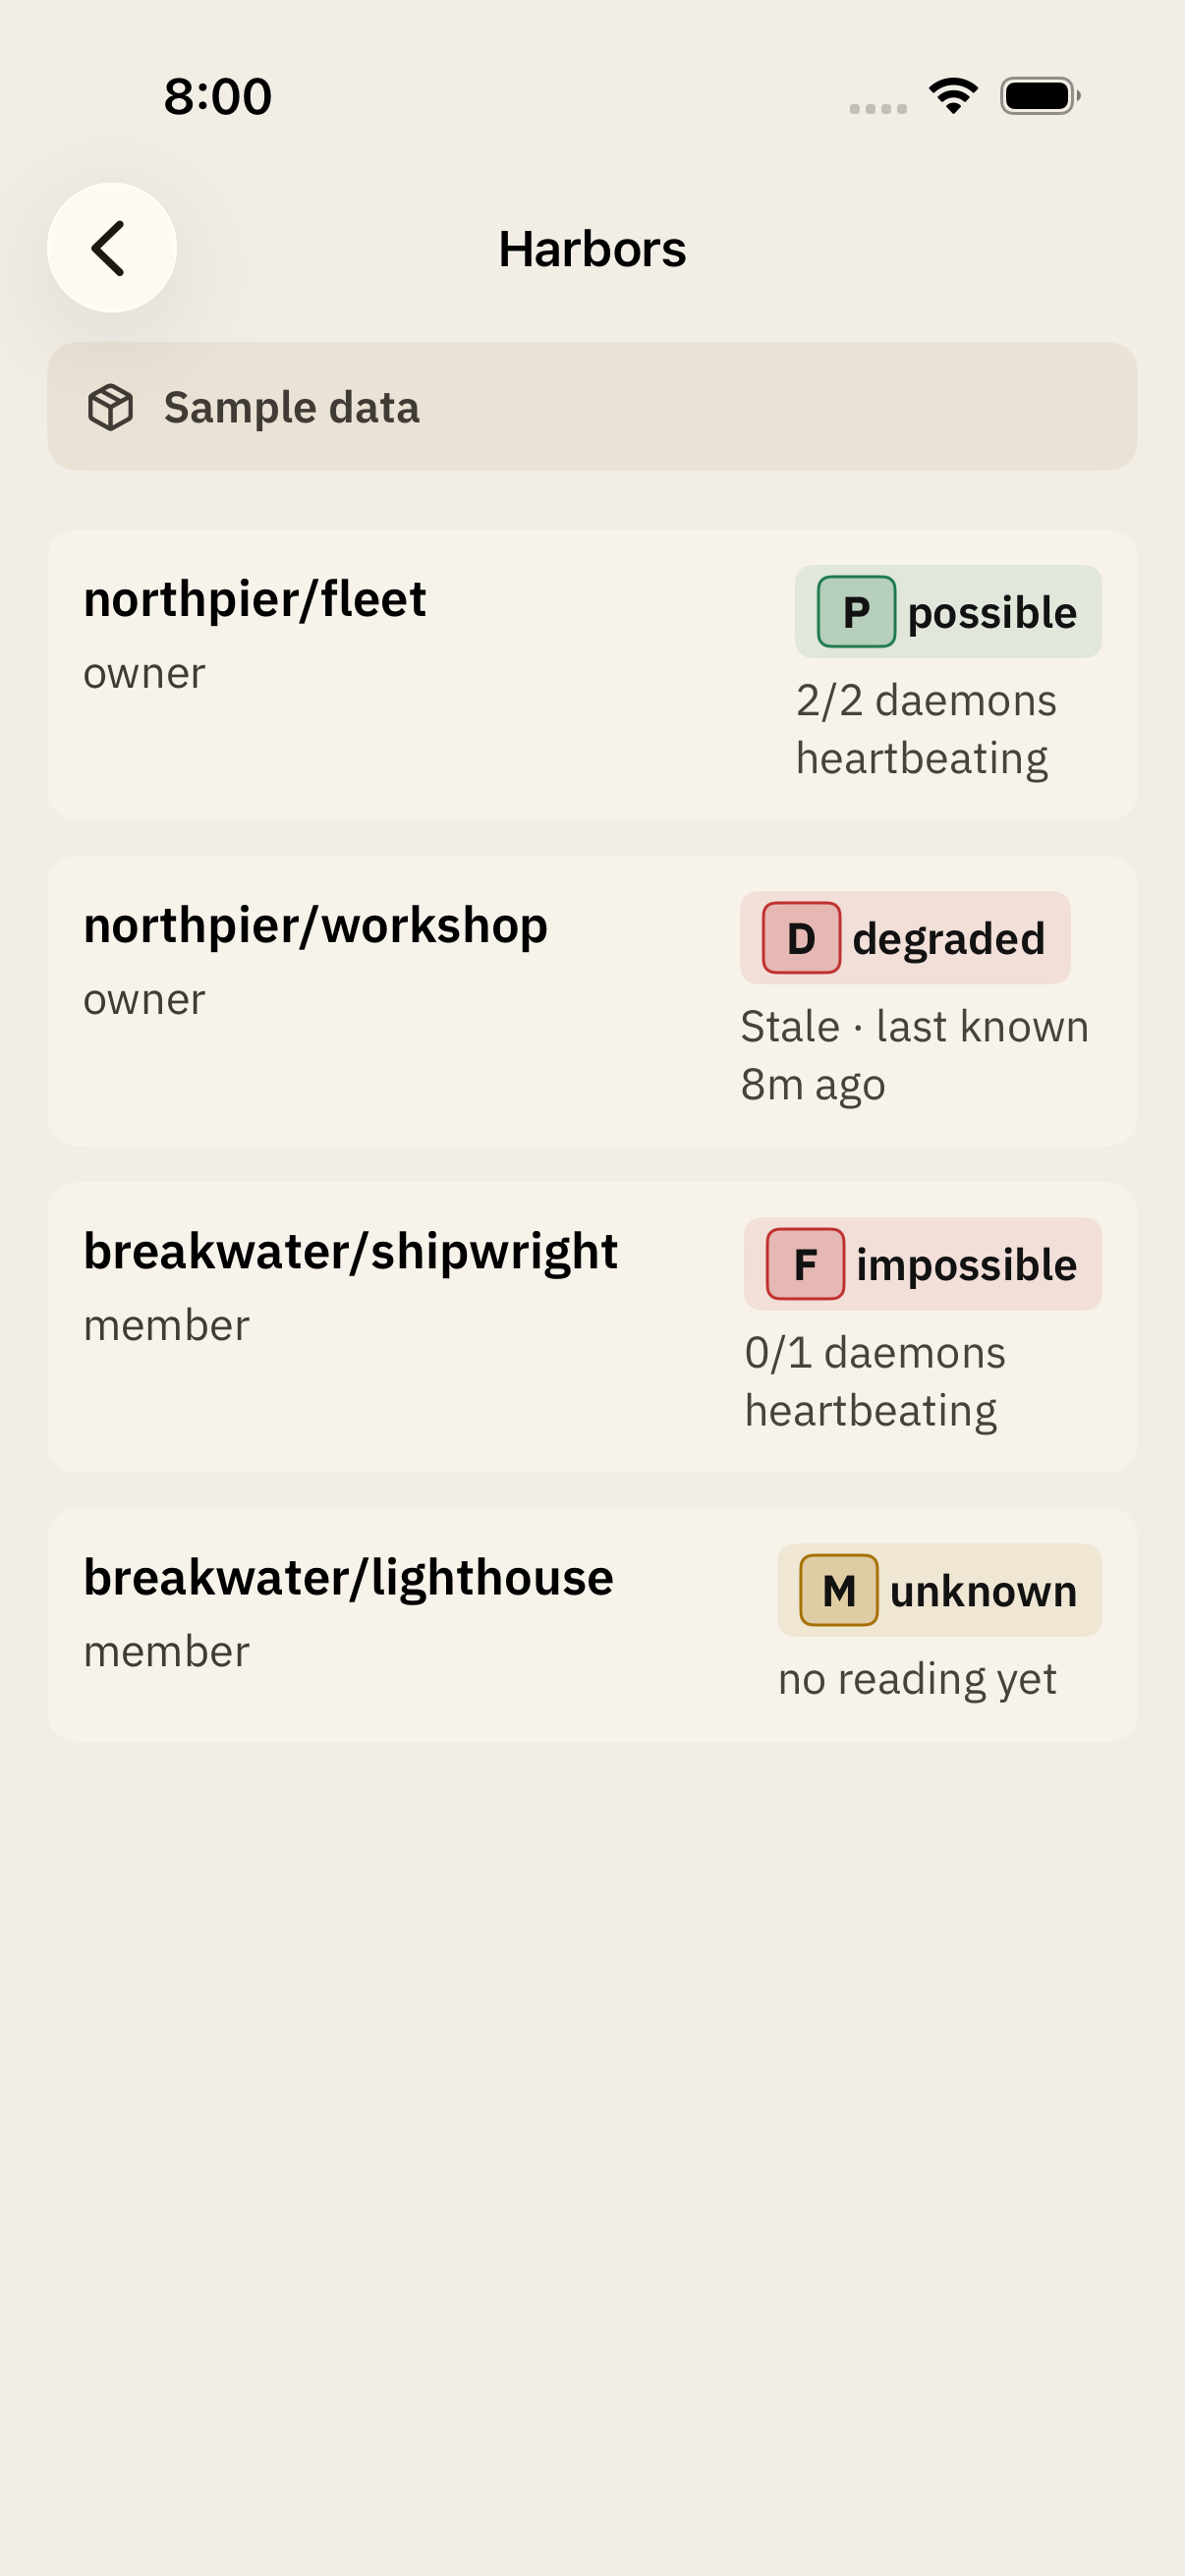 8:00
Harbors
Sample data
northpier/fleet
owner
P possible
2/2 daemons
heartbeating
northpier/workshop
owner
D degraded
Stale · last known
8m ago
breakwater/shipwright
member
F impossible
0/1 daemons
heartbeating
breakwater/lighthouse
member
M unknown
no reading yet